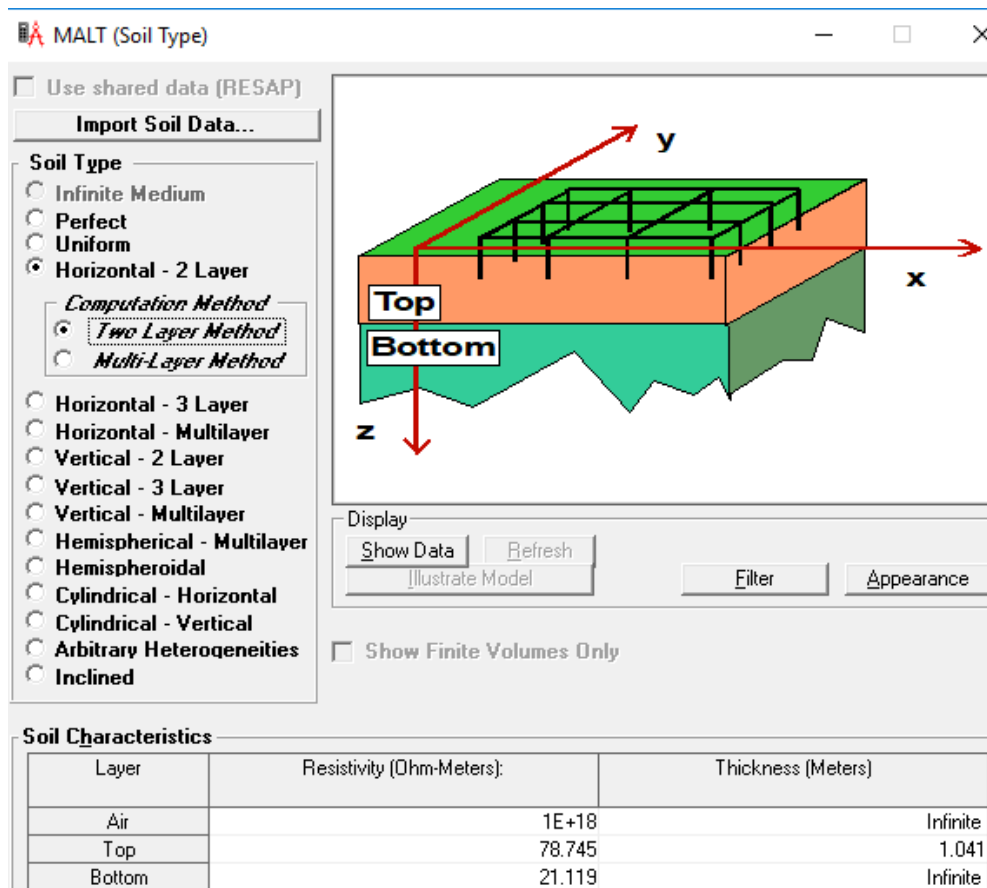 MALT (Soil Type)
Use shared data (RESAP)
Import Soil Data...
Soil Type
Infinite Medium
Perfect
Uniform
Horizontal - 2 Layer
Computation Method
Two Layer Method
Multi-Layer Method
Horizontal - 3 Layer
Horizontal - Multilayer
Vertical - 2 Layer
Vertical - 3 Layer
Vertical - Multilayer
Hemispherical - Multilayer
Hemispheroidal
Cylindrical - Horizontal
Cylindrical - Vertical
Arbitrary Heterogeneities
Inclined
y
x
Top
Bottom
z
Display
Show Data Refresh
Illustrate Model Filter Appearance
Show Finite Volumes Only
Soil Characteristics
Layer Resistivity (Ohm-Meters): Thickness (Meters)
Air 1E+18 Infinite
Top 78.745 1.041
Bottom 21.119 Infinite